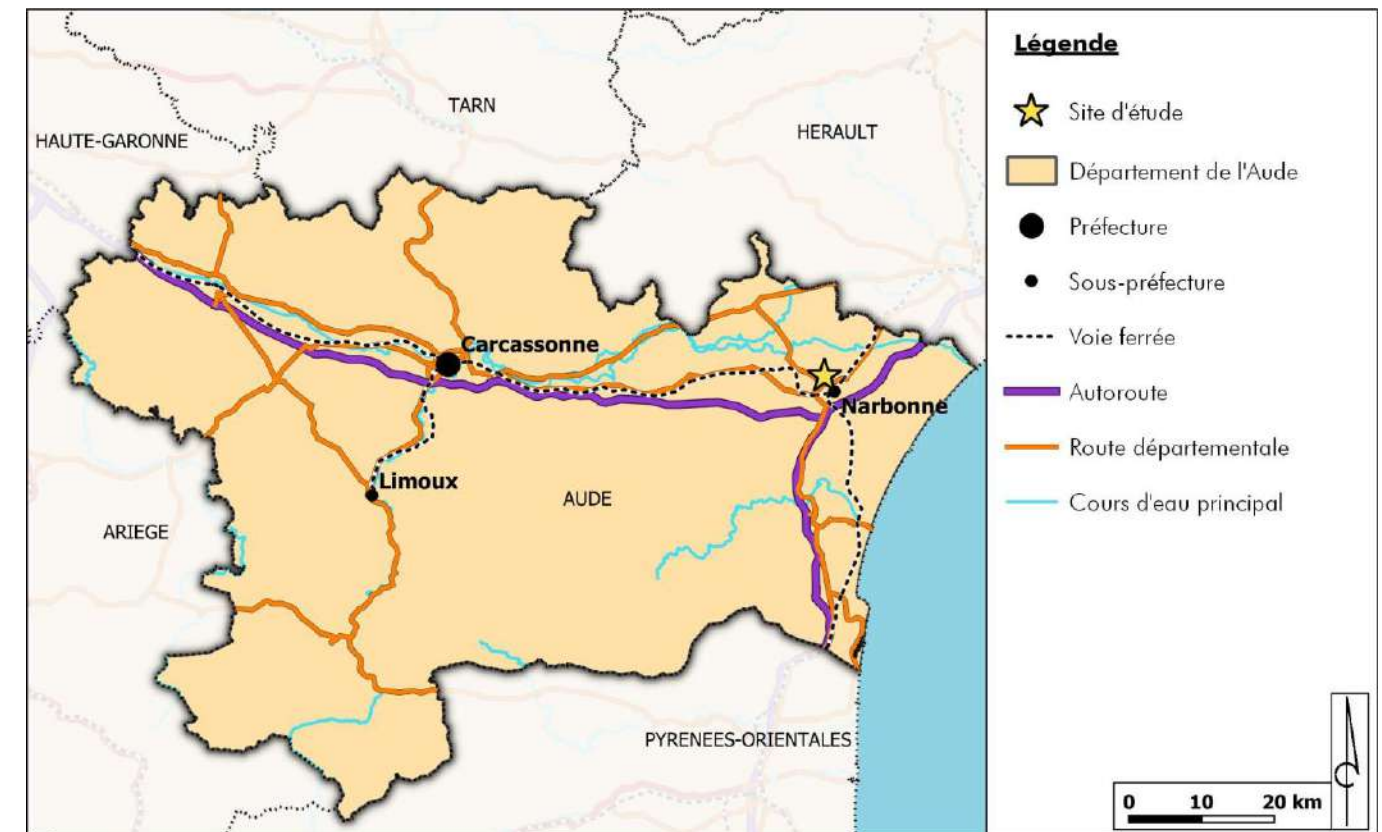 TARN
HAUTE-GARONNE
HERAULT
Carcassonne
Narbonne
Limoux
AUDE
ARIEGE
PYRENEES-ORIENTALES
Légende
Site d'étude
Département de l'Aude
Préfecture
Sous-préfecture
Voie ferrée
Autoroute
Route départementale
Cours d'eau principal
0 10 20 km